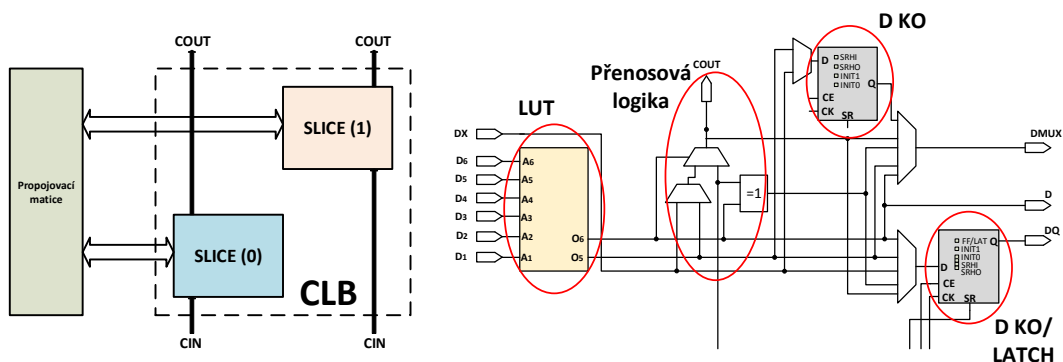 COUT
COUT
SLICE (1)
Propojovací
matice
SLICE (0)
CLB
CIN
CIN
D KO
Přenosová
logika
COUT
LUT
D
SRHI
SRHO
INIT1
INIT0
Q
CE
CK
SR
DX
D6
D5
D4
D3
D2
D1
A6
A5
A4
A3
A2
A1
O6
O5
=1
DMUX
D
DQ
D
FF/LAT
INIT1
INIT0
SRHI
SRHO
Q
CE
CK
SR
D KO/
LATCH